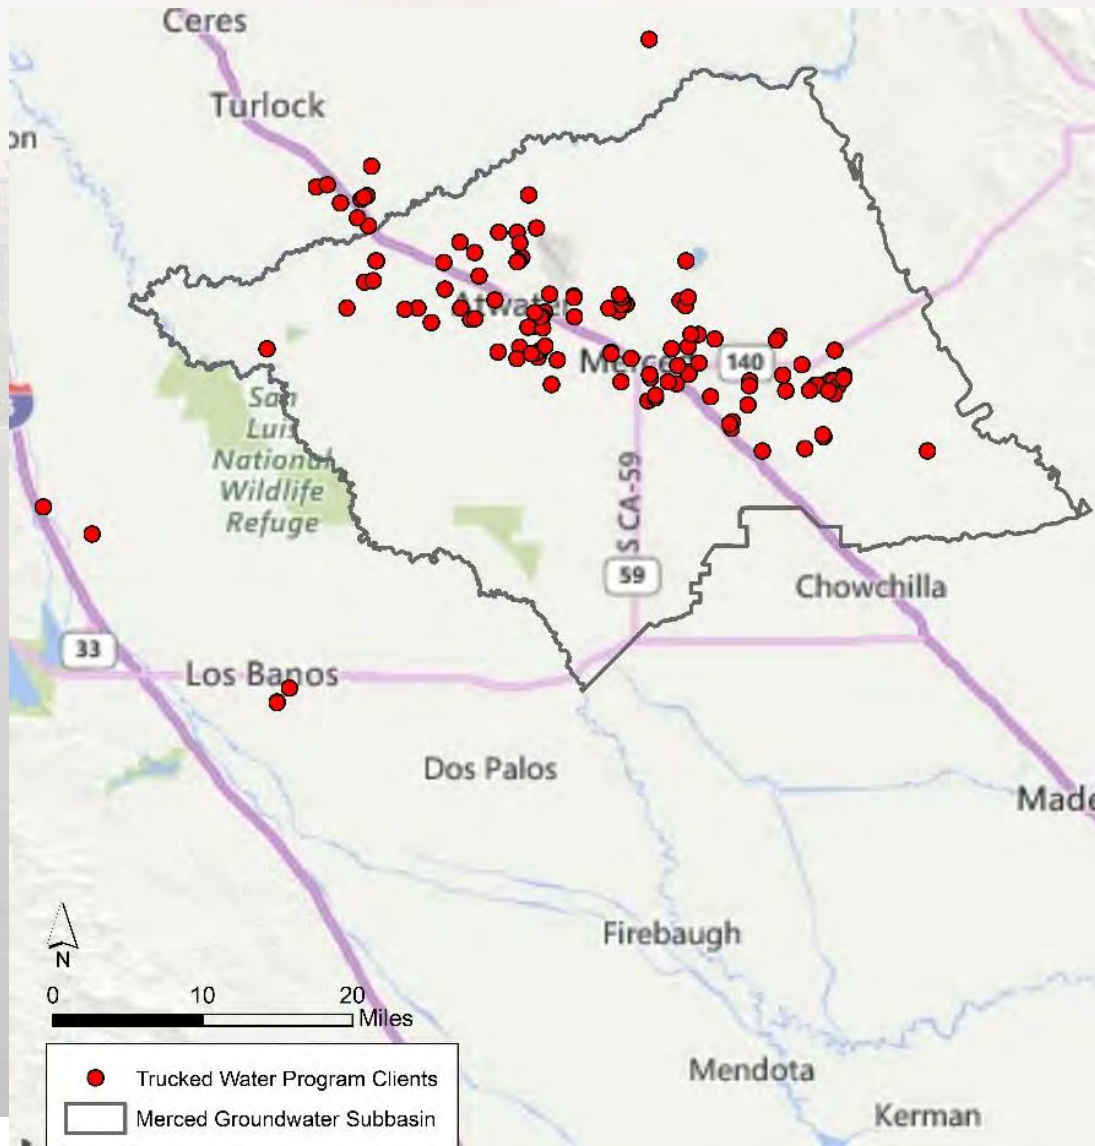 Ceres
Turlock
on
Atwater
Merced
140
San
Luis
National
Wildlife
Refuge
S CA-59
59
Chowchilla
33
Los Banos
Dos Palos
Made
Firebaugh
N
0 10 20
Miles
Mendota
Trucked Water Program Clients
Merced Groundwater Subbasin
Kerman